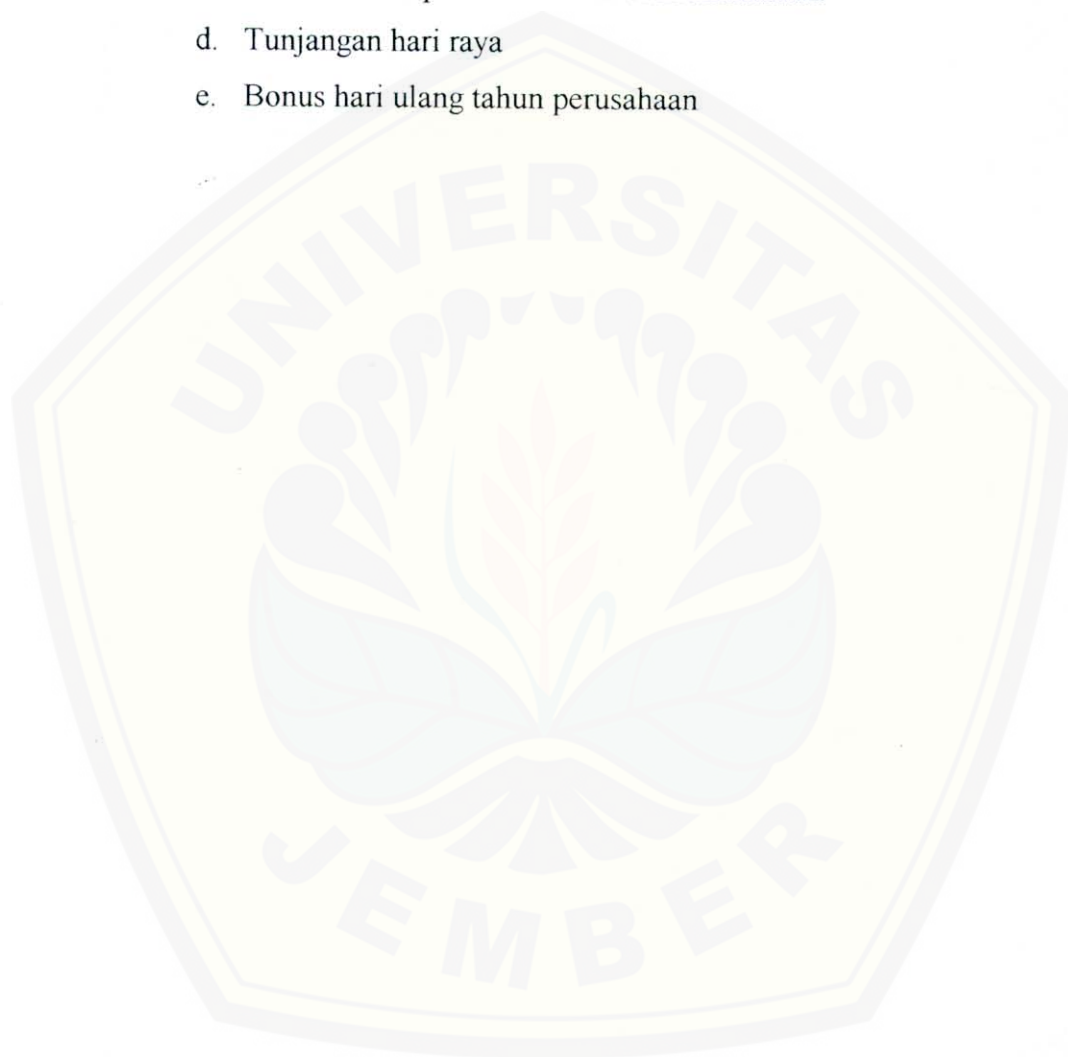 d. Tunjangan hari raya
e. Bonus hari ulang tahun perusahaan
UNIVERSITAS
JEMBER